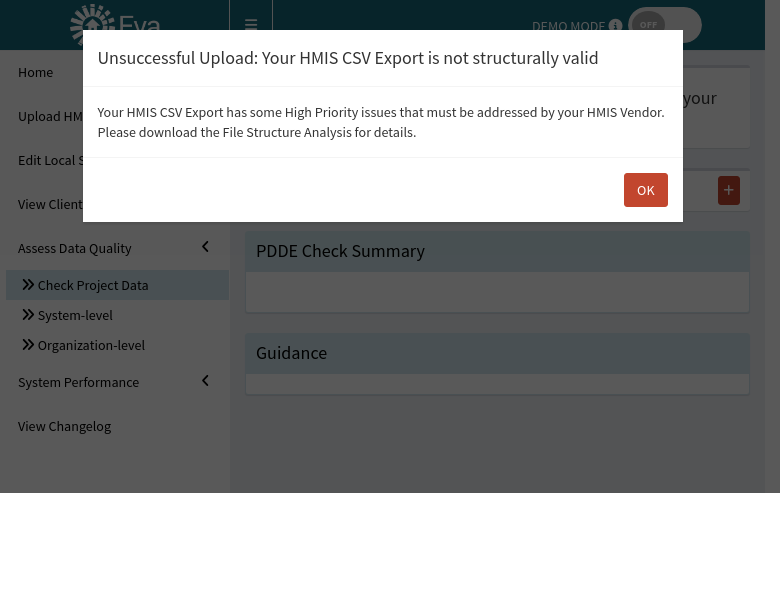 Eva
DEMO MODE
OFF
Unsuccessful Upload: Your HMIS CSV Export is not structurally valid
Your HMIS CSV Export has some High Priority issues that must be addressed by your HMIS Vendor.
Please download the File Structure Analysis for details.
OK
Home
Upload HM
Edit Local S
View Client
Assess Data Quality
Check Project Data
System-level
Organization-level
System Performance
View Changelog
your
+
PDDE Check Summary
Guidance